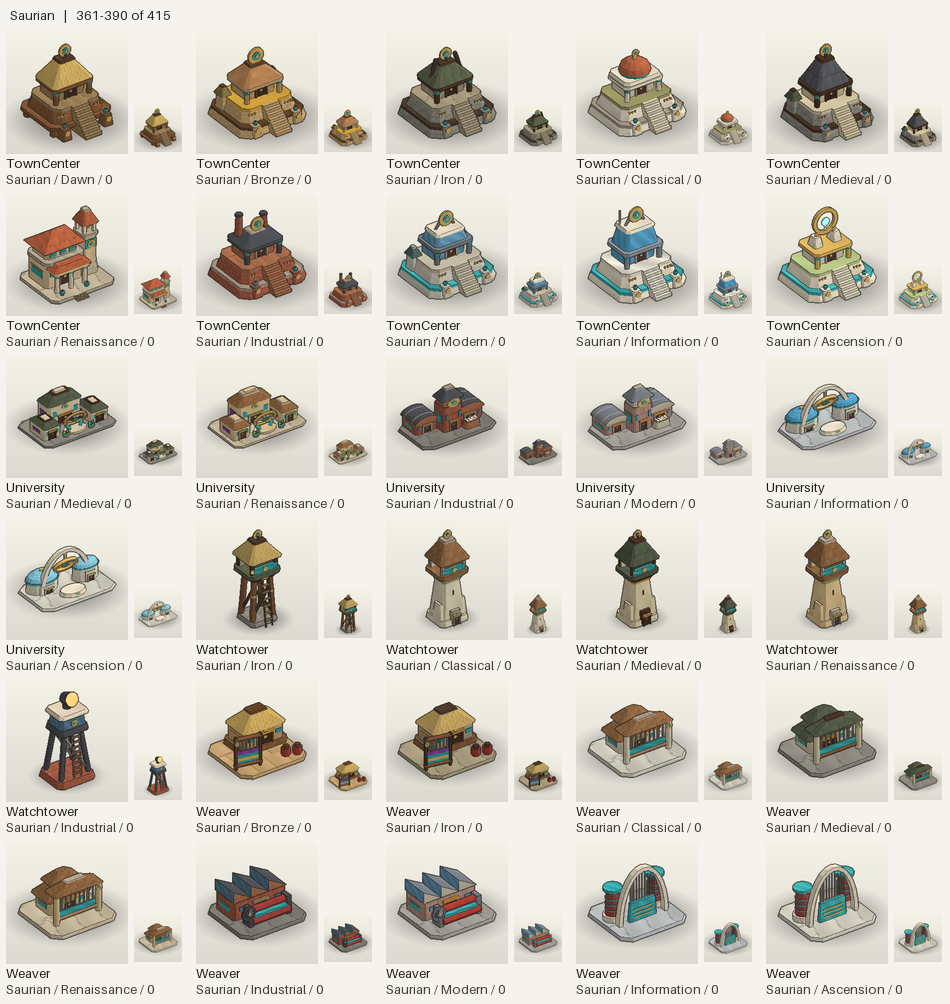 Saurian | 361-390 of 415
TownCenter
Saurian / Dawn / 0
TownCenter
Saurian / Bronze / 0
TownCenter
Saurian / Iron / 0
TownCenter
Saurian / Classical / 0
TownCenter
Saurian / Medieval / 0
TownCenter
Saurian / Renaissance / 0
TownCenter
Saurian / Industrial / 0
TownCenter
Saurian / Modern / 0
TownCenter
Saurian / Information / 0
TownCenter
Saurian / Ascension / 0
University
Saurian / Medieval / 0
University
Saurian / Renaissance / 0
University
Saurian / Industrial / 0
University
Saurian / Modern / 0
University
Saurian / Information / 0
University
Saurian / Ascension / 0
Watchtower
Saurian / Iron / 0
Watchtower
Saurian / Classical / 0
Watchtower
Saurian / Medieval / 0
Watchtower
Saurian / Renaissance / 0
Watchtower
Saurian / Industrial / 0
Weaver
Saurian / Bronze / 0
Weaver
Saurian / Iron / 0
Weaver
Saurian / Classical / 0
Weaver
Saurian / Medieval / 0
Weaver
Saurian / Renaissance / 0
Weaver
Saurian / Industrial / 0
Weaver
Saurian / Modern / 0
Weaver
Saurian / Information / 0
Weaver
Saurian / Ascension / 0